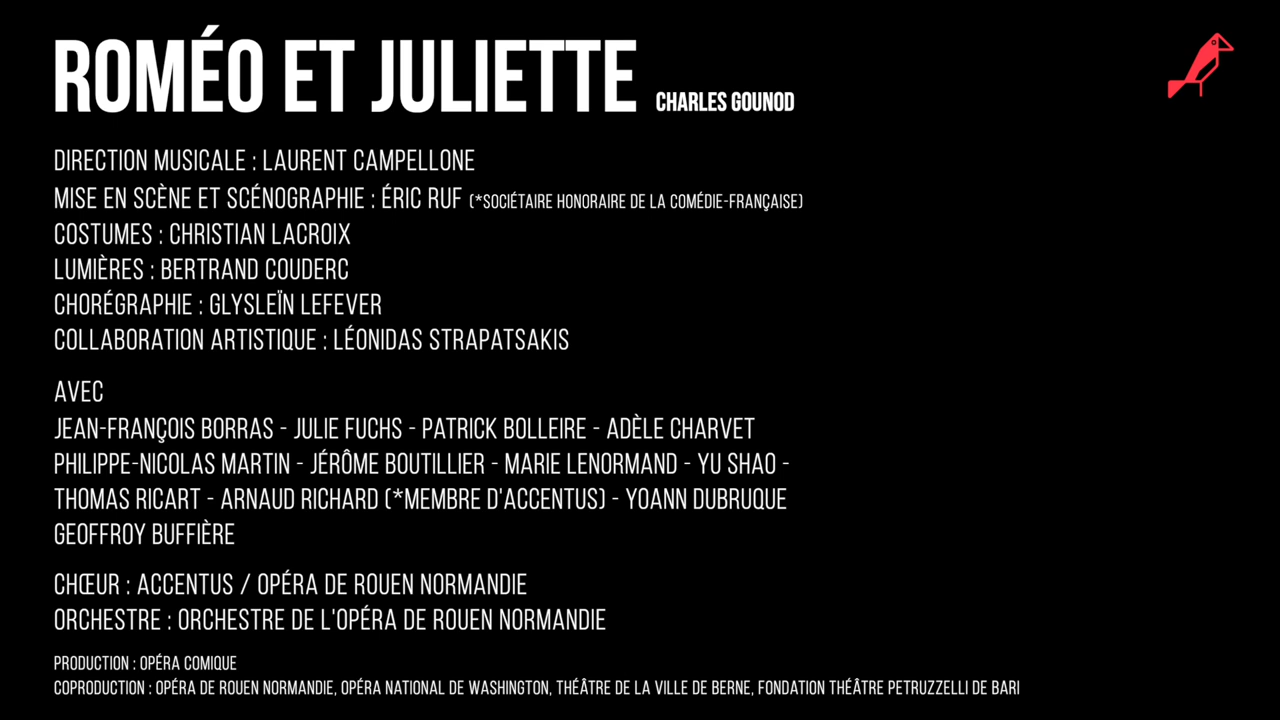 ROMÉO ET JULIETTE CHARLES GOUNOD
DIRECTION MUSICALE : LAURENT CAMPELLONE
MISE EN SCÈNE ET SCÉNOGRAPHIE : ÉRIC RUF (*SOCIÉTAIRE HONORAIRE DE LA COMÉDIE-FRANÇAISE)
COSTUMES : CHRISTIAN LACROIX
LUMIÈRES : BERTRAND COUDERC
CHORÉGRAPHIE : GLYSLEÏN LEFEVER
COLLABORATION ARTISTIQUE : LÉONIDAS STRAPATSAKIS
AVEC
JEAN-FRANÇOIS BORRAS - JULIE FUCHS - PATRICK BOLLEIRE - ADÈLE CHARVET
PHILIPPE-NICOLAS MARTIN - JÉRÔME BOUTILLIER - MARIE LENORMAND - YU SHAO -
THOMAS RICART - ARNAUD RICHARD (*MEMBRE D'ACCENTUS) - YOANN DUBRUQUE
GEOFFROY BUFFIÈRE
CHŒUR : ACCENTUS / OPÉRA DE ROUEN NORMANDIE
ORCHESTRE : ORCHESTRE DE L'OPÉRA DE ROUEN NORMANDIE
PRODUCTION : OPÉRA COMIQUE
COPRODUCTION : OPÉRA DE ROUEN NORMANDIE, OPÉRA NATIONAL DE WASHINGTON, THÉÂTRE DE LA VILLE DE BERNE, FONDATION THÉÂTRE PETRUZZELLI DE BARI